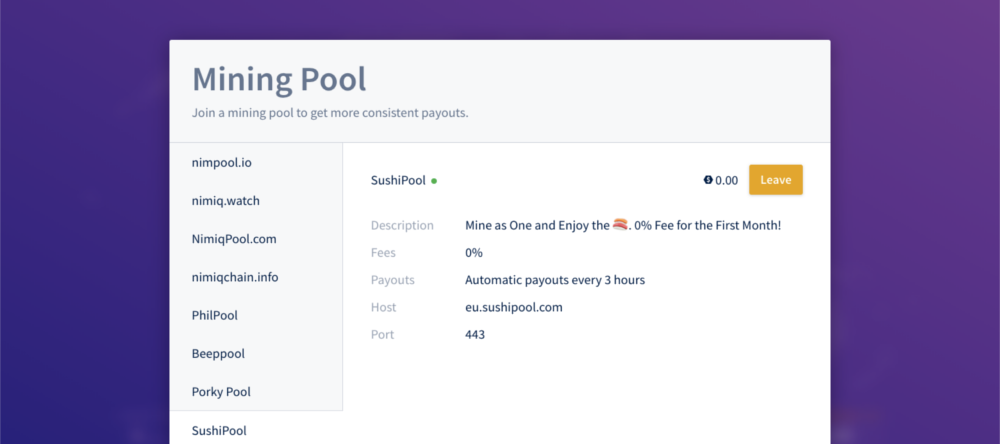 Mining Pool
Join a mining pool to get more consistent payouts.
nimpool.io
nimiq.watch
NimiqPool.com
nimiqchain.info
PhilPool
Beeppool
Porky Pool
SushiPool
SushiPool
0.00
Leave
Description Mine as One and Enjoy the 🍣. 0% Fee for the First Month!
Fees 0%
Payouts Automatic payouts every 3 hours
Host eu.sushipool.com
Port 443